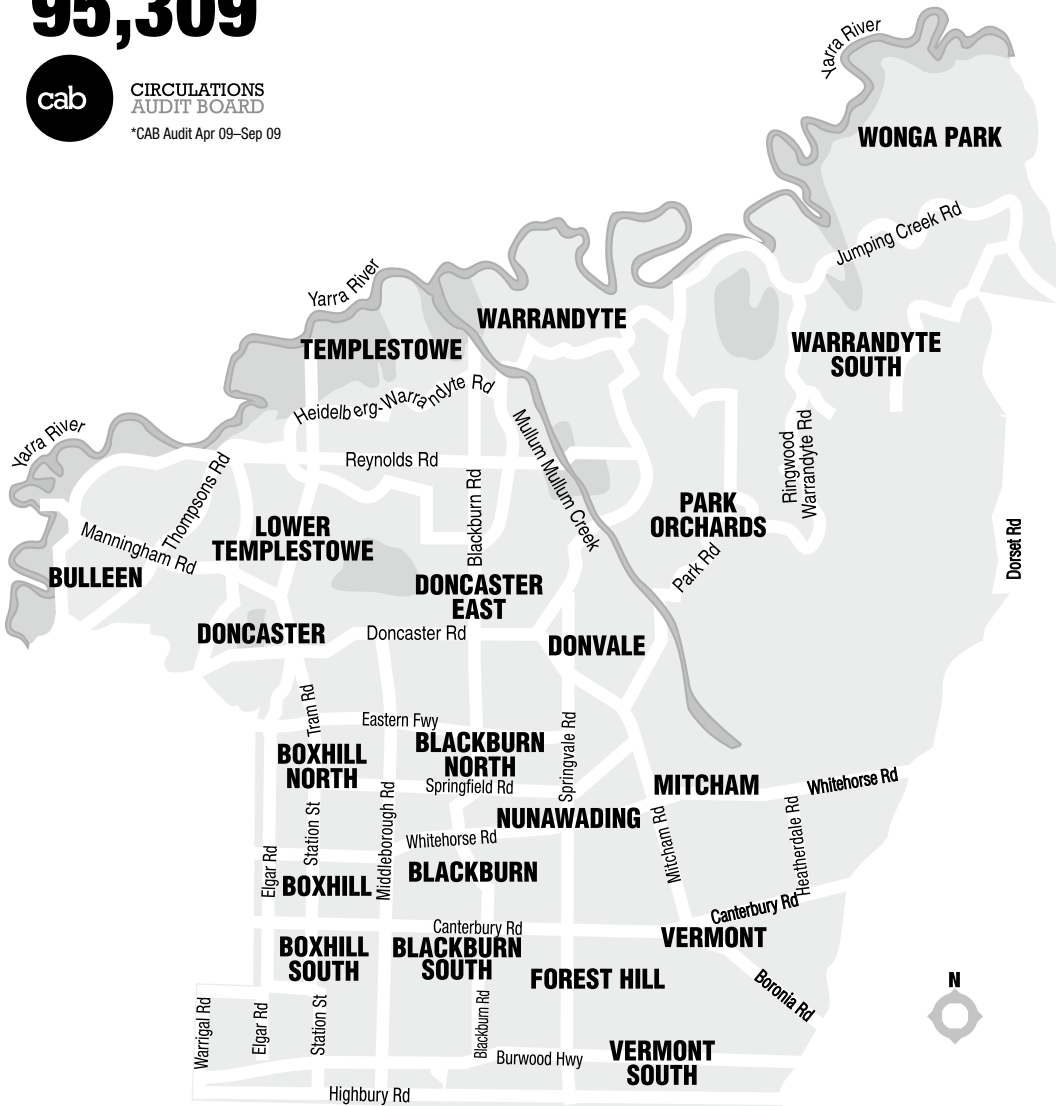 95,309
cab
CIRCULATIONS
AUDIT BOARD
*CAB Audit Apr 09–Sep 09
Yarra River
WONGA PARK
Jumping Creek Rd
Yarra River
WARRANDYTE
TEMPLESTOWE
WARRANDYTE
SOUTH
Heidelberg-Warrandyte Rd
Yarra River
Mullum Mullum Creek
Ringwood
Warrandyte Rd
Reynolds Rd
Thompsons Rd
Blackburn Rd
PARK
ORCHARDS
LOWER
TEMPLESTOWE
Manningham Rd
Dorset Rd
BULLEEN
Park Rd
DONCASTER
EAST
DONCASTER
Doncaster Rd
DONVALE
Tram Rd
Eastern Fwy
Springvale Rd
BLACKBURN
NORTH
BOXHILL
NORTH
Springfield Rd
MITCHAM
Whitehorse Rd
NUNAWADING
Station St
Middleborough Rd
Whitehorse Rd
Mitcham Rd
Heatherdale Rd
Elgar Rd
BOXHILL
BLACKBURN
Canterbury Rd
Canterbury Rd
VERMONT
BOXHILL
SOUTH
BLACKBURN
SOUTH
FOREST HILL
Boronia Rd
N
Warrigal Rd
Elgar Rd
Station St
Blackburn Rd
Burwood Hwy
VERMONT
SOUTH
Highbury Rd